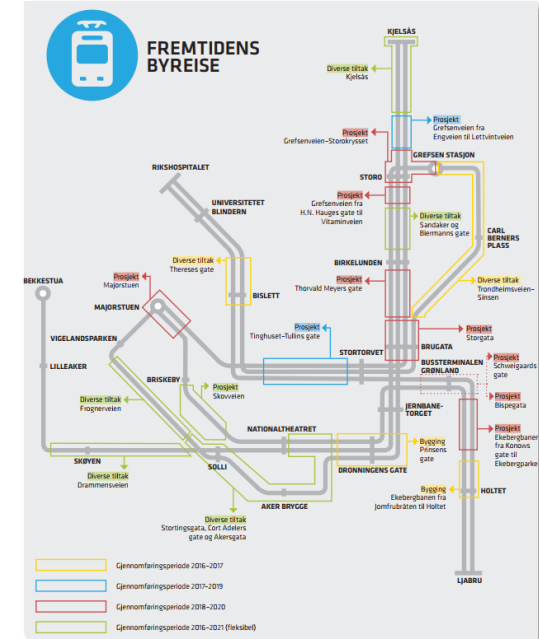 FREMTIDENS
BYREISE
KJELSÅS
Diverse tiltak
Kjelsås
Prosjekt
Grefsenveien fra
Engveien til Lettvintveien
Prosjekt
Grefsenveien-Storokrysset
GREFSEN STASJON
RIKSHOSPITALET
STORO
UNIVERSITETET
BLINDERN
Prosjekt
Grefsenveien fra
H.N. Hauges gate til
Vitaminveien
Diverse tiltak
Sandaker og
Biermanns gate
CARL
BERNERS
PLASS
Diverse tiltak
Thereses gate
BIRKELUNDEN
BEKKESTUA
Prosjekt
Majorstuen
BISLETT
Prosjekt
Thorvald Meyers gate
Diverse tiltak
Trondheimsveien-
Sinsen
MAJORSTUEN
Prosjekt
Tinghuset-Tullins gate
Prosjekt
Storgata
VIGELANDSPARKEN
STORTORVET
BRUGATA
LILLEAKER
BUSSTERMINALEN
GRØNLAND
Prosjekt
Schweigaards
gate
BRISKEBY
Prosjekt
Skovveien
Prosjekt
Bispegata
Diverse tiltak
Frognerveien
JERNBANE-
TORGET
NATIONALTHEATRET
Prosjekt
Ekebergbaner
fra Konows
gate til
Ekebergparke
Bygging
Prinsens
gate
SKØYEN
SOLLI
DRONNINGENS GATE
Diverse tiltak
Drammensveien
Bygging
Ekebergbanen fra
Jomfrubråten til Holtet
HOLTET
AKER BRYGGE
Diverse tiltak
Stortingsgata, Cort Adelers
gate og Akersgata
LJABRU
Gjennomføringsperiode 2016-2017
Gjennomføringsperiode 2017-2019
Gjennomføringsperiode 2018-2020
Gjennomføringsperiode 2016-2021 (fleksibel)